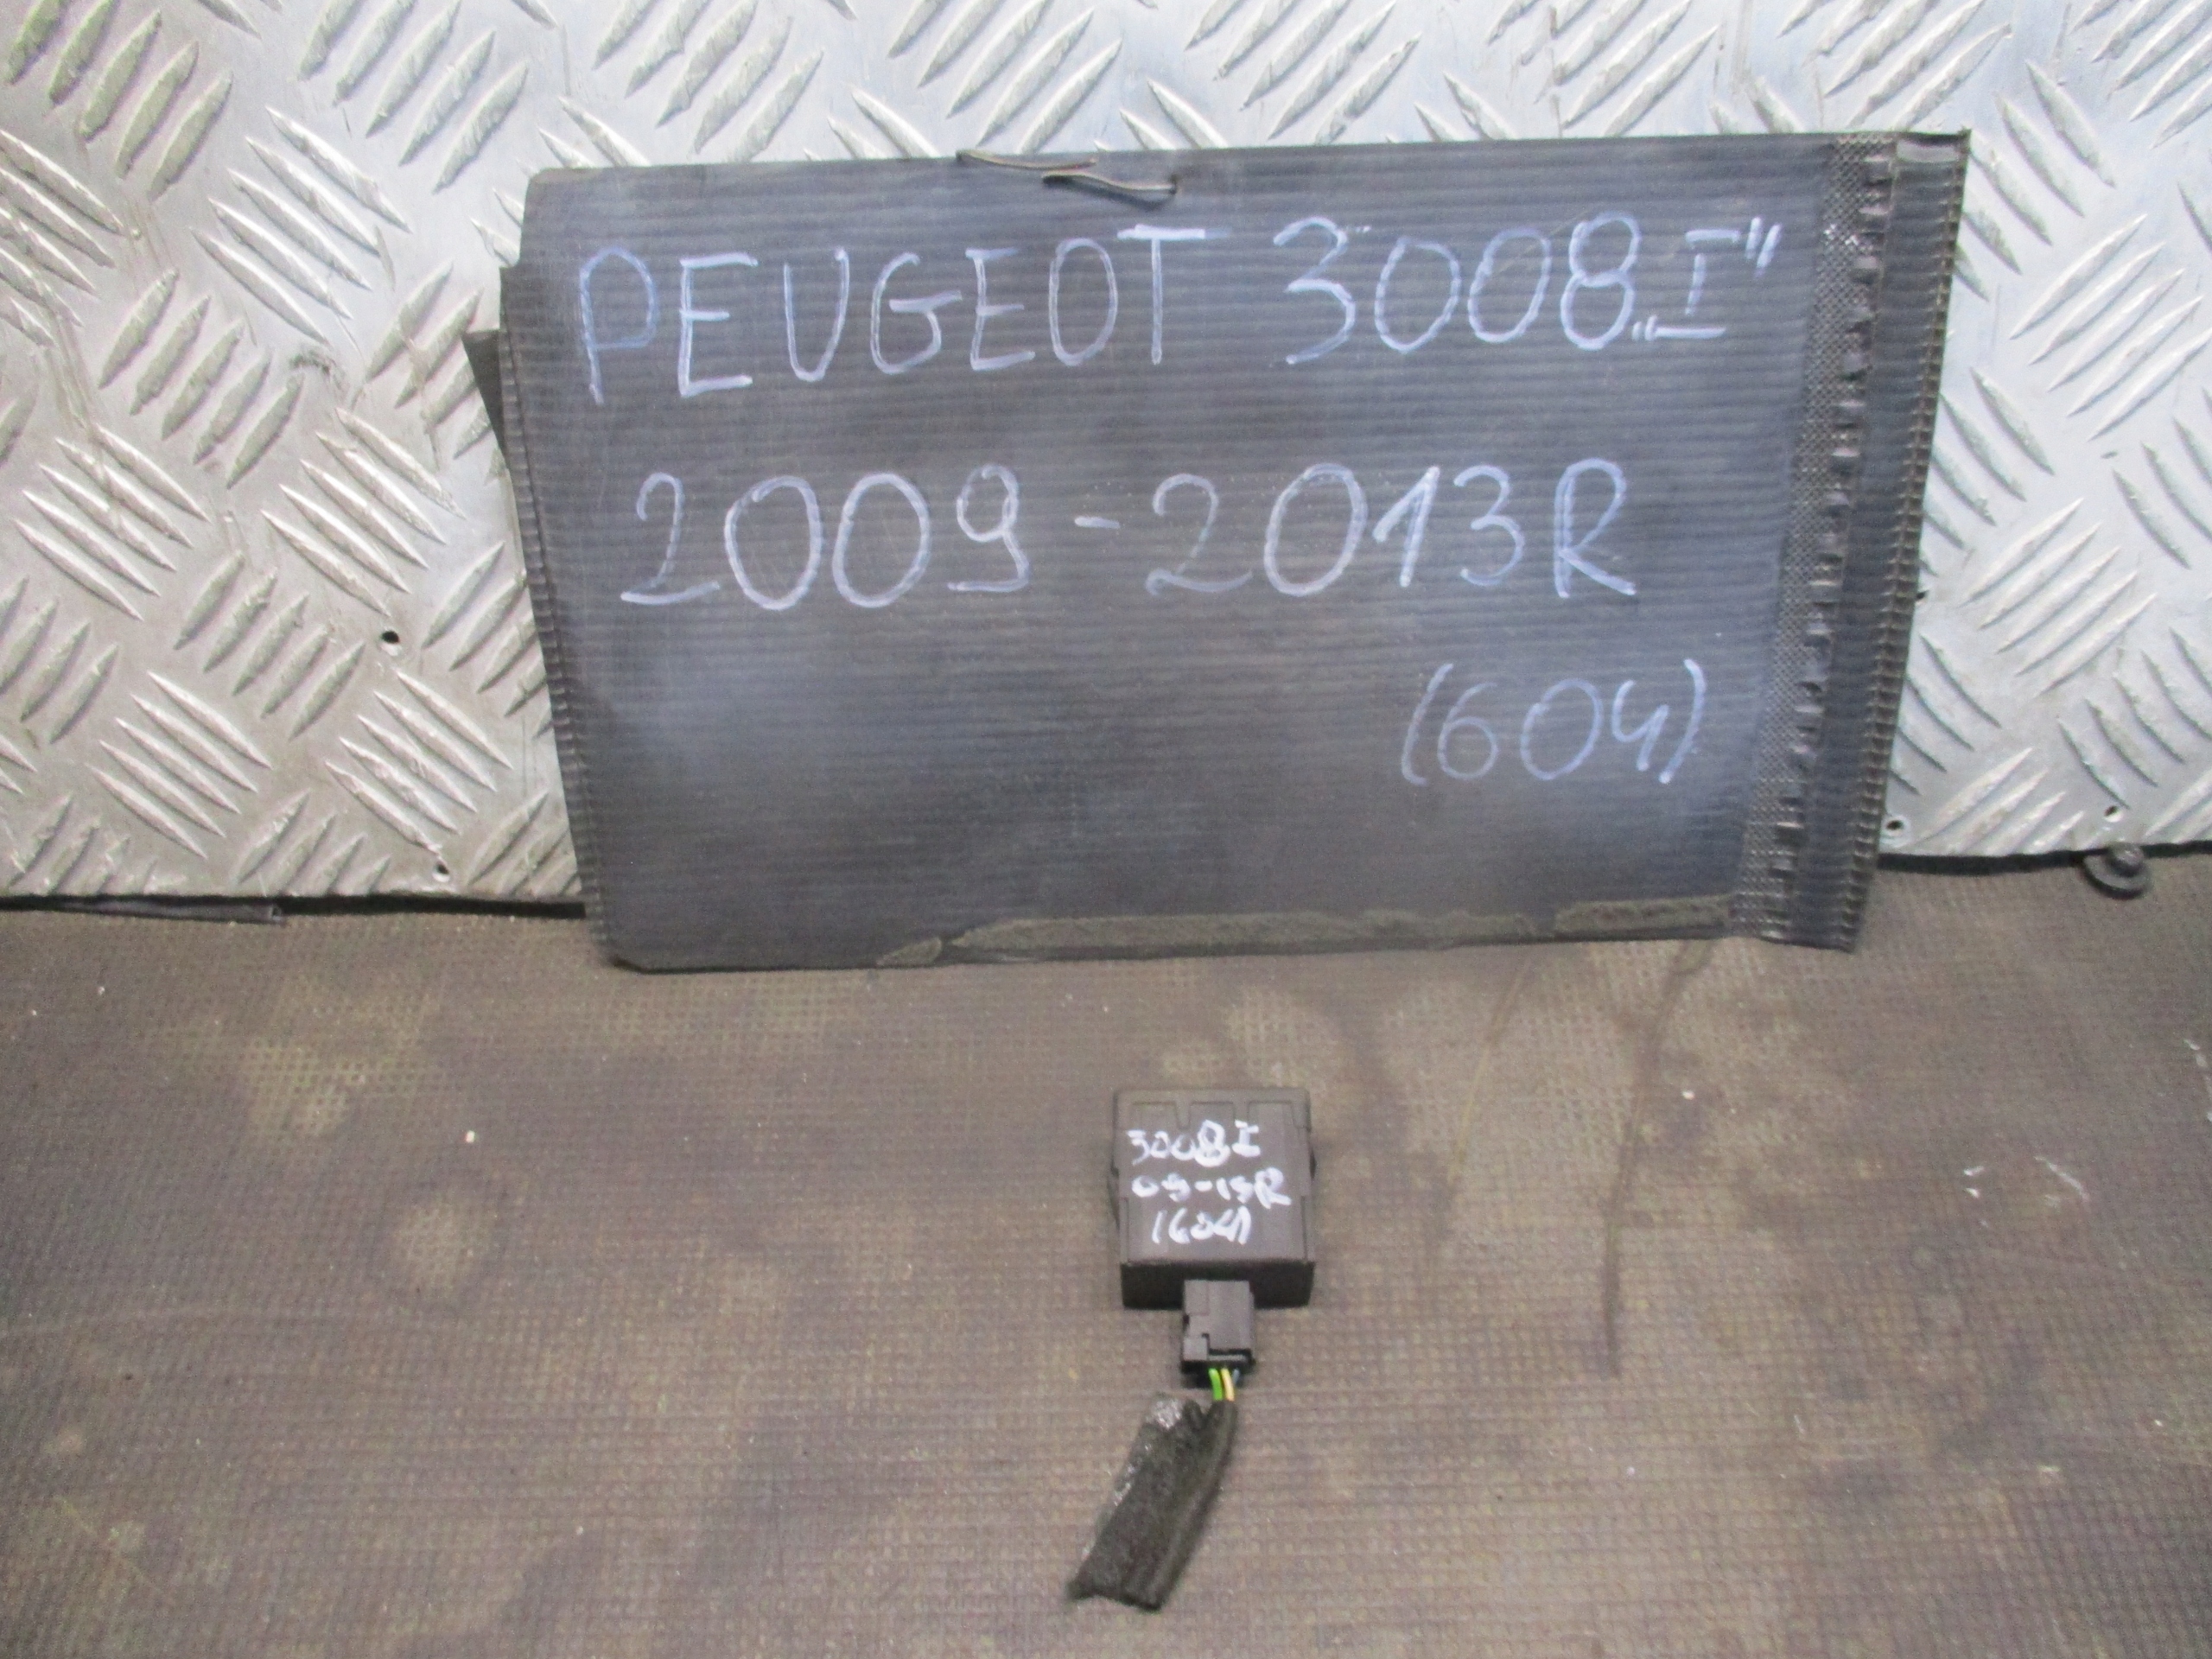 PEUGEOT 3008 „I"
2009-2013R
(604)
3008 I
09-13R
(604)